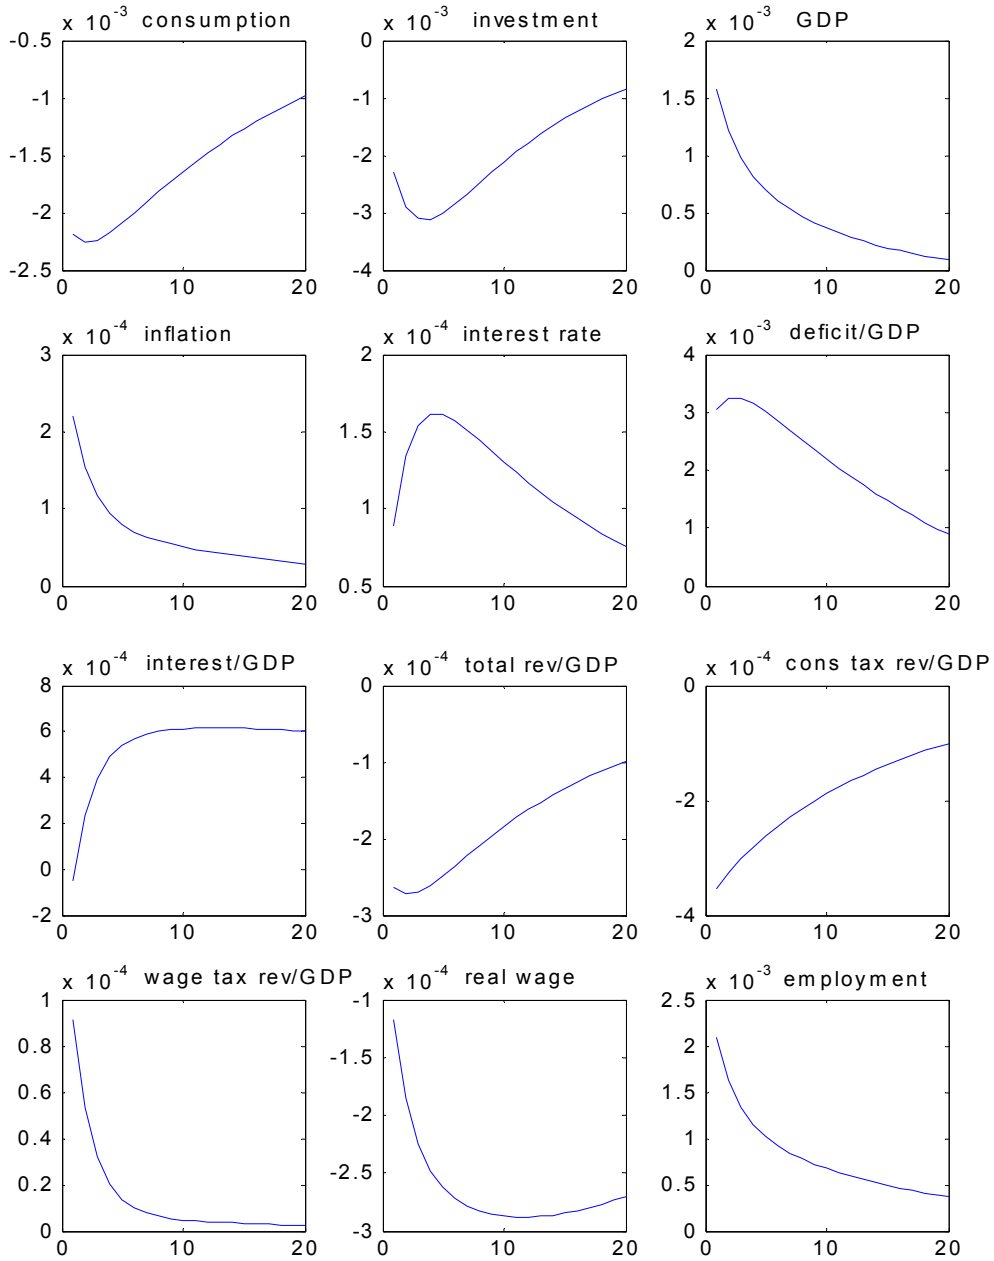 x 10-3 consumption
-0.5
-1
-1.5
-2
-2.5
0 10 20
x 10-3 investment
0
-1
-2
-3
-4
0 10 20
x 10-3 GDP
2
1.5
1
0.5
0
0 10 20
x 10-4 inflation
3
2
1
0
0 10 20
x 10-4 interest rate
2
1.5
1
0.5
0 10 20
x 10-3 deficit/GDP
4
3
2
1
0
0 10 20
x 10-4 interest/GDP
8
6
4
2
0
-2
0 10 20
x 10-4 total rev/GDP
0
-1
-2
-3
0 10 20
x 10-4 cons tax rev/GDP
0
-2
-4
0 10 20
x 10-4 wage tax rev/GDP
1
0.8
0.6
0.4
0.2
0
0 10 20
x 10-4 real wage
-1
-1.5
-2
-2.5
-3
0 10 20
x 10-3 employment
2.5
2
1.5
1
0.5
0
0 10 20